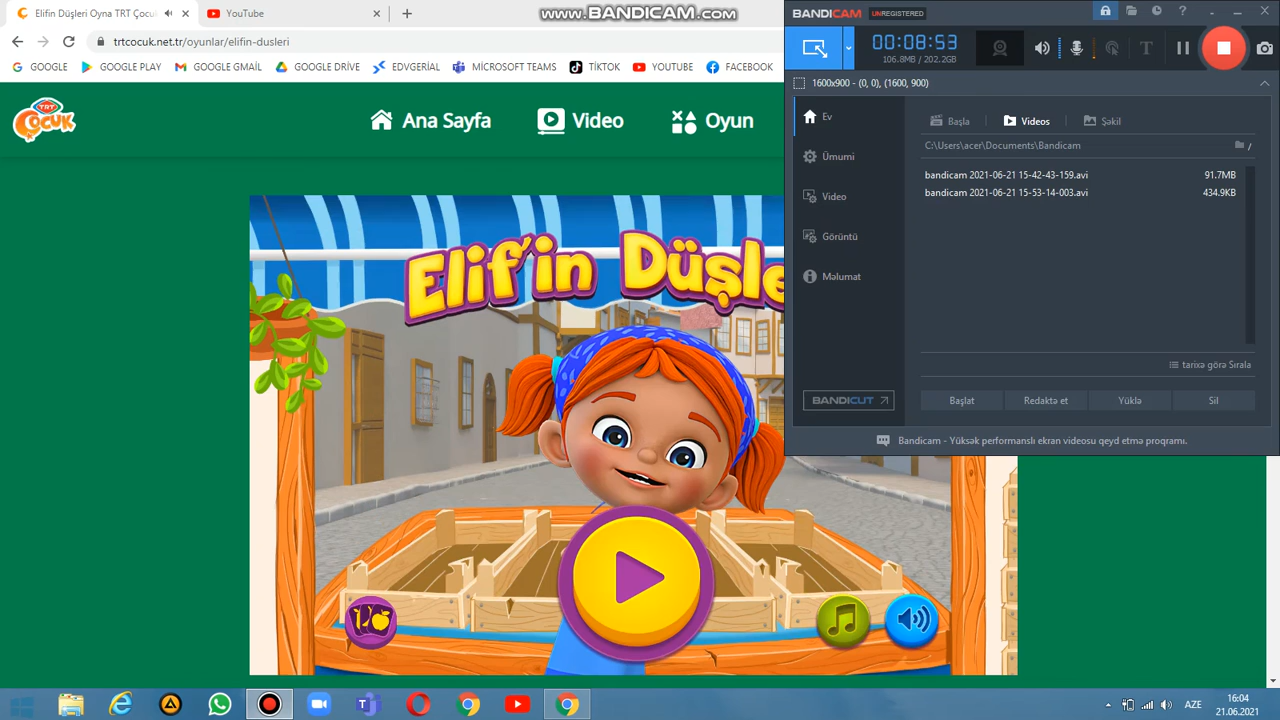 Elifin Düşleri Oyna TRT Çocu
YouTube
www.BANDICAM.com
trtcocuk.net.tr/oyunlar/elifin-dusleri
GOOGLE
GOOGLE PLAY
GOOGLE GMAİL
GOOGLE DRİVE
EDVGERİAL
MİCROSOFT TEAMS
TİKTOK
YOUTUBE
FACEBOOK
TRT
ÇOCUK
Ana Sayfa
Video
Oyun
Elif'in Düşle
BANDICAM UNREGISTERED
00:08:53
106.8MB / 202.2GB
T
1600x900 - (0, 0), (1600, 900)
Ev
Ümumi
Video
Görüntü
Məlumat
BANDICUT
Başla
Videos
Şəkil
C:\Users\acer\Documents\Bandicam
bandicam 2021-06-21 15-42-43-159.avi 91.7MB
bandicam 2021-06-21 15-53-14-003.avi 434.9KB
tarixə görə Sırala
Başlat
Redaktə et
Yüklə
Sil
Bandicam - Yüksək performanslı ekran videosu qeyd etmə proqramı.
AZE
16:04
21.06.2021